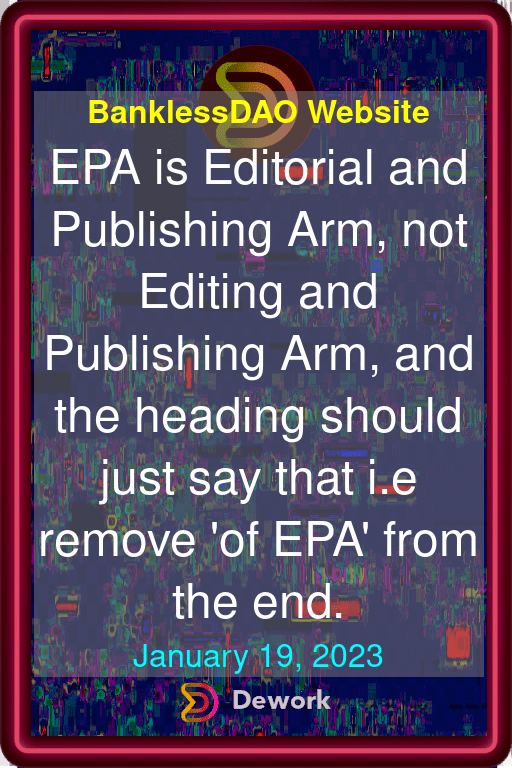 BanklessDAO Website
EPA is Editorial and
Publishing Arm, not
Editing and
Publishing Arm, and
the heading should
just say that i.e
remove 'of EPA' from
the end.
January 19, 2023
Dework